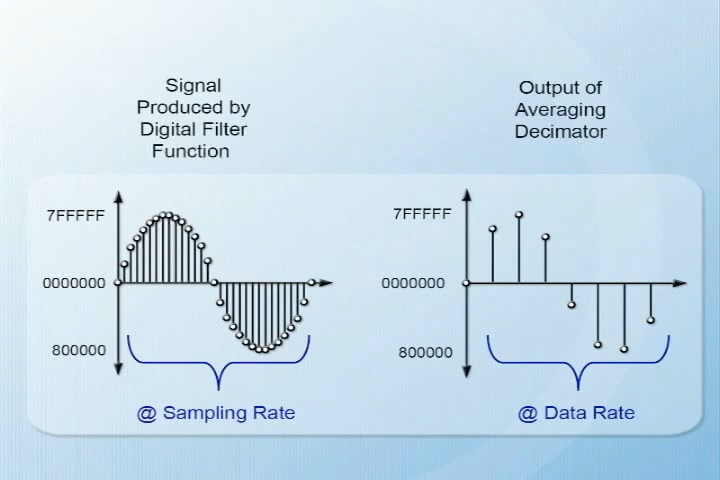 Signal
Produced by
Digital Filter
Function
Output of
Averaging
Decimator
7FFFFF
0000000
800000
@ Sampling Rate
7FFFFF
0000000
800000
@ Data Rate